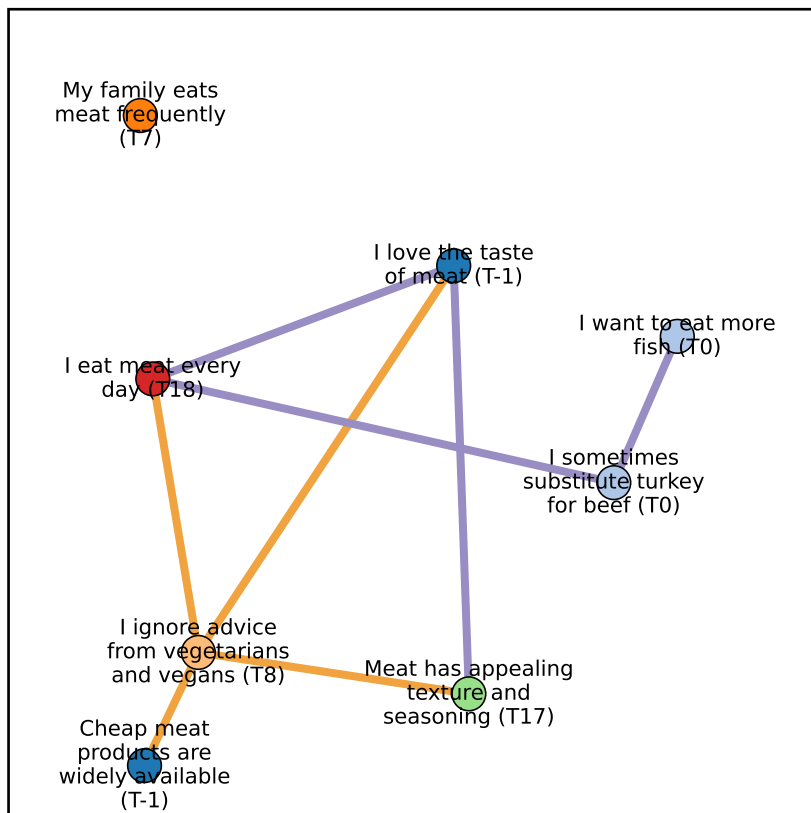 My family eats
meat frequently
(T7)
I love the taste
of meat (T-1)
I want to eat more
fish (T0)
I eat meat every
day (T18)
I sometimes
substitute turkey
for beef (T0)
I ignore advice
from vegetarians
and vegans (T8)
Meat has appealing
texture and
seasoning (T17)
Cheap meat
products are
widely available
(T-1)